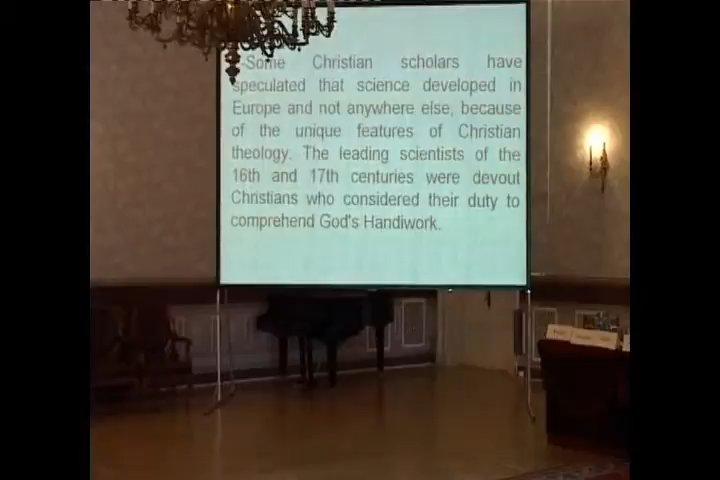 -Some Christian scholars have
speculated that science developed in
Europe and not anywhere else, because
of the unique features of Christian
theology. The leading scientists of the
16th and 17th centuries were devout
Christians who considered their duty to
comprehend God's Handiwork.